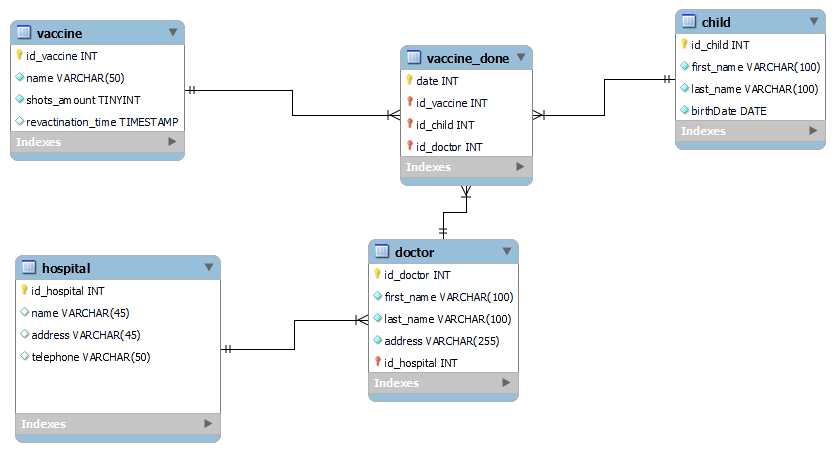 vaccine
id_vaccine INT
name VARCHAR(50)
shots_amount TINYINT
revactination_time TIMESTAMP
Indexes
vaccine_done
date INT
id_vaccine INT
id_child INT
id_doctor INT
Indexes
child
id_child INT
first_name VARCHAR(100)
last_name VARCHAR(100)
birthDate DATE
Indexes
hospital
id_hospital INT
name VARCHAR(45)
address VARCHAR(45)
telephone VARCHAR(50)
Indexes
doctor
id_doctor INT
first_name VARCHAR(100)
last_name VARCHAR(100)
address VARCHAR(255)
id_hospital INT
Indexes